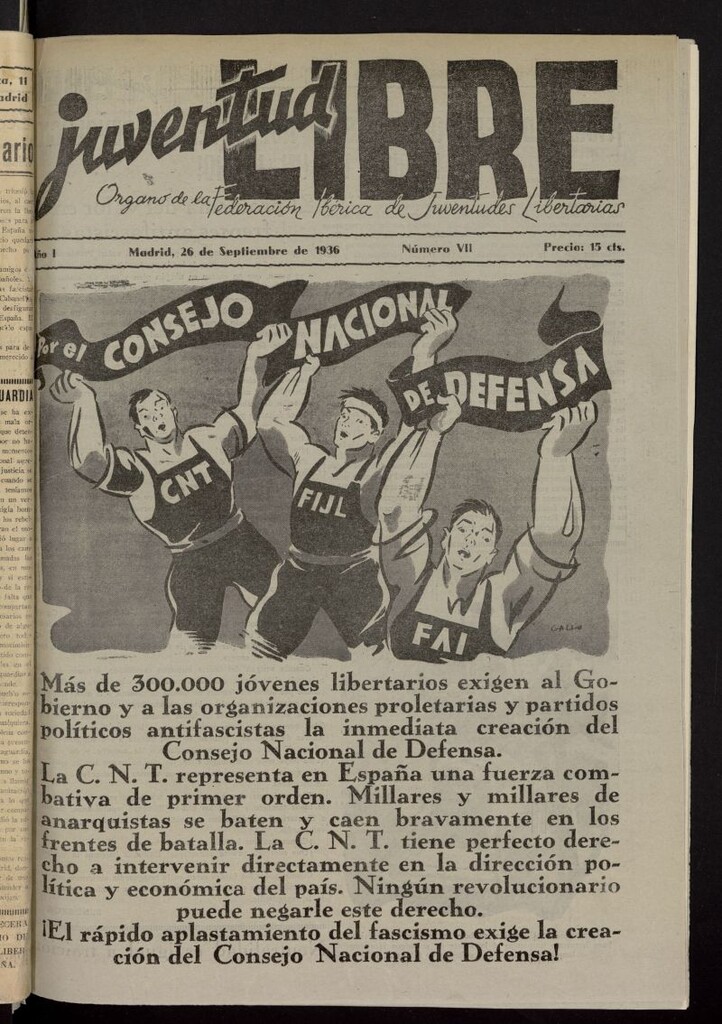 juventud LIBRE
Organo de la Federación Ibérica de Juventudes Libertarias
Año I Madrid, 26 de Septiembre de 1936 Número VII Precio: 15 cts.
Por el CONSEJO NACIONAL DE DEFENSA
CNT
FIJL
FAI
Más de 300.000 jóvenes libertarios exigen al Go-
bierno y a las organizaciones proletarias y partidos
políticos antifascistas la inmediata creación del
Consejo Nacional de Defensa.
La C. N. T. representa en España una fuerza com-
bativa de primer orden. Millares y millares de
anarquistas se baten y caen bravamente en los
frentes de batalla. La C. N. T. tiene perfecto dere-
cho a intervenir directamente en la dirección po-
lítica y económica del país. Ningún revolucionario
puede negarle este derecho.
¡El rápido aplastamiento del fascismo exige la crea-
ción del Consejo Nacional de Defensa!